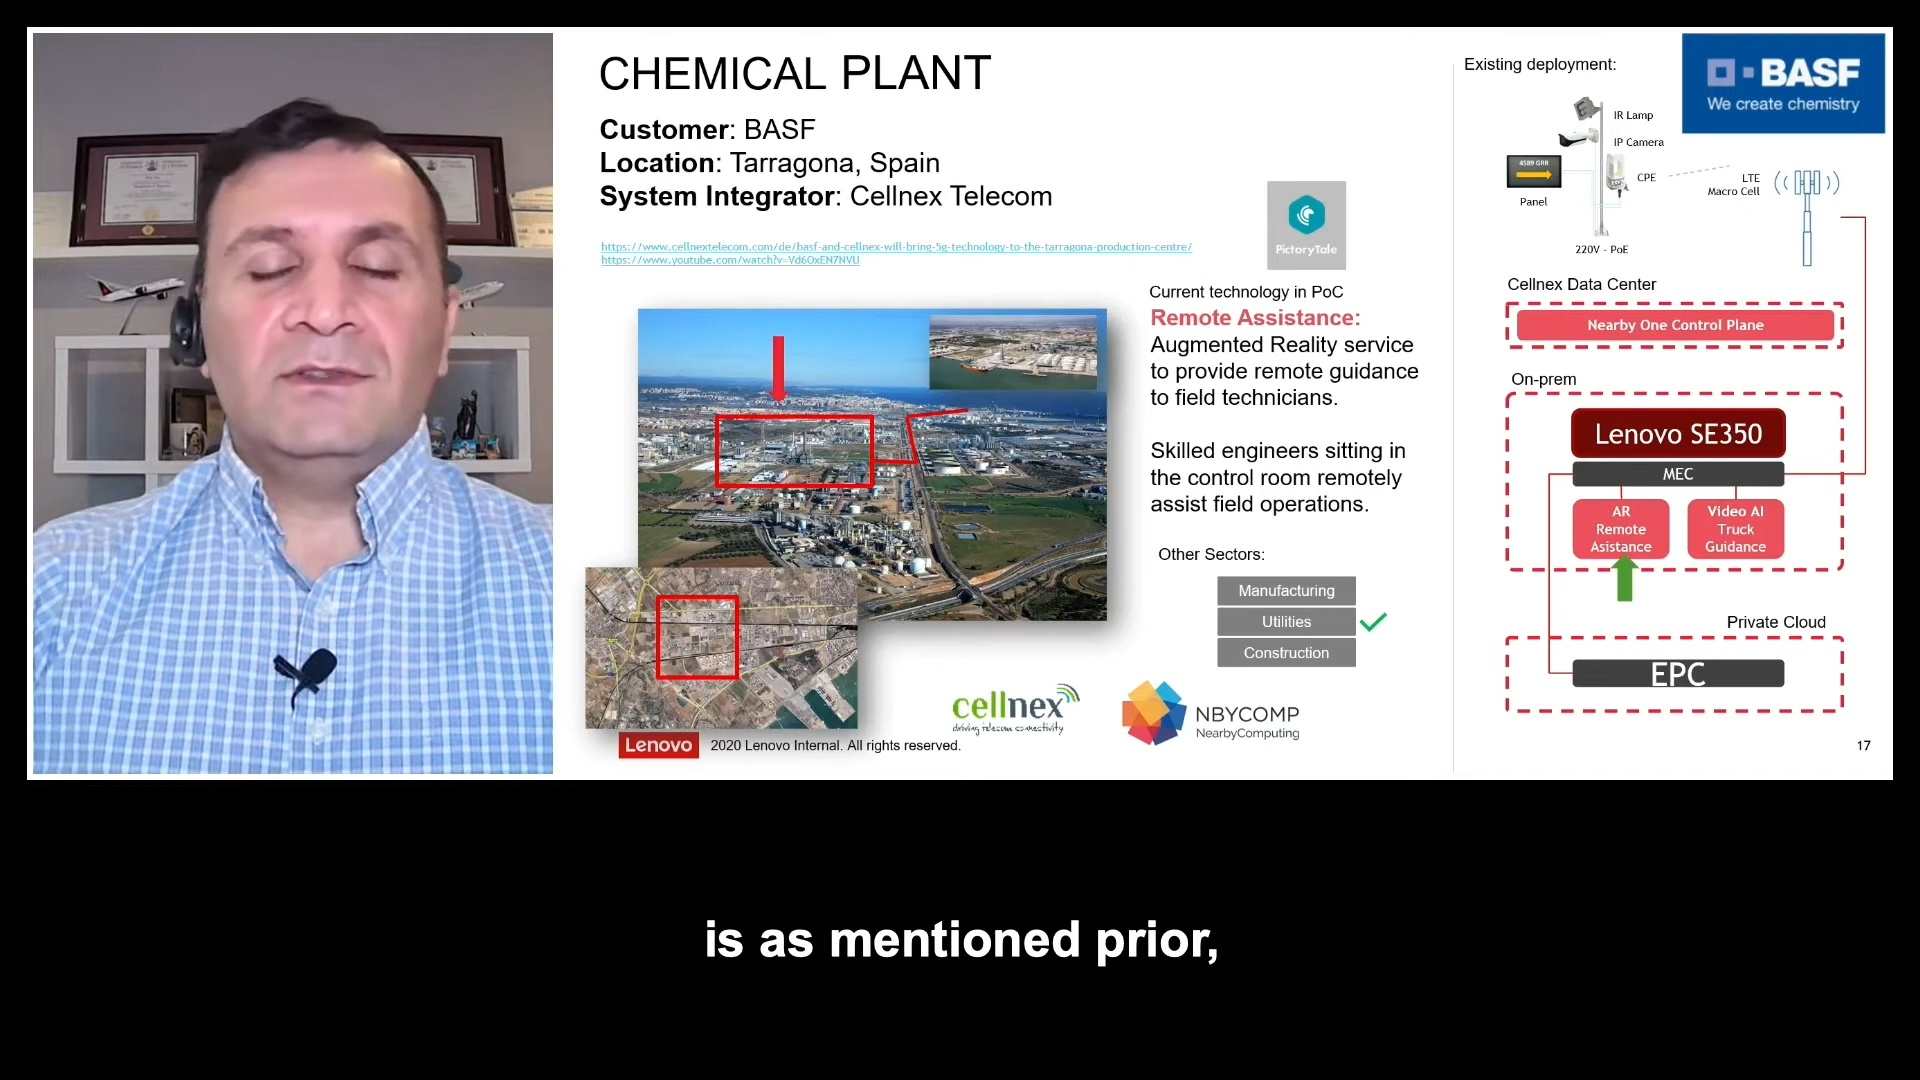 CHEMICAL PLANT
Customer: BASF
Location: Tarragona, Spain
System Integrator: Cellnex Telecom
https://www.cellnextelecom.com/de/basf-and-cellnex-will-bring-5g-technology-to-the-tarragona-production-centre/
https://www.youtube.com/watch?v=Vd6OxEN7NVU
PictoryTale
Current technology in PoC
Remote Assistance:
Augmented Reality service
to provide remote guidance
to field technicians.
Skilled engineers sitting in
the control room remotely
assist field operations.
Other Sectors:
Manufacturing
Utilities
Construction
cellnex
driving telecom connectivity
NBYCOMP
NearbyComputing
Lenovo
2020 Lenovo Internal. All rights reserved.
Existing deployment:
BASF
We create chemistry
IR Lamp
IP Camera
4589 GRR
CPE
Panel
LTE
Macro Cell
220V - PoE
Cellnex Data Center
Nearby One Control Plane
On-prem
Lenovo SE350
MEC
AR
Remote
Asistance
Video AI
Truck
Guidance
Private Cloud
EPC
17
is as mentioned prior,